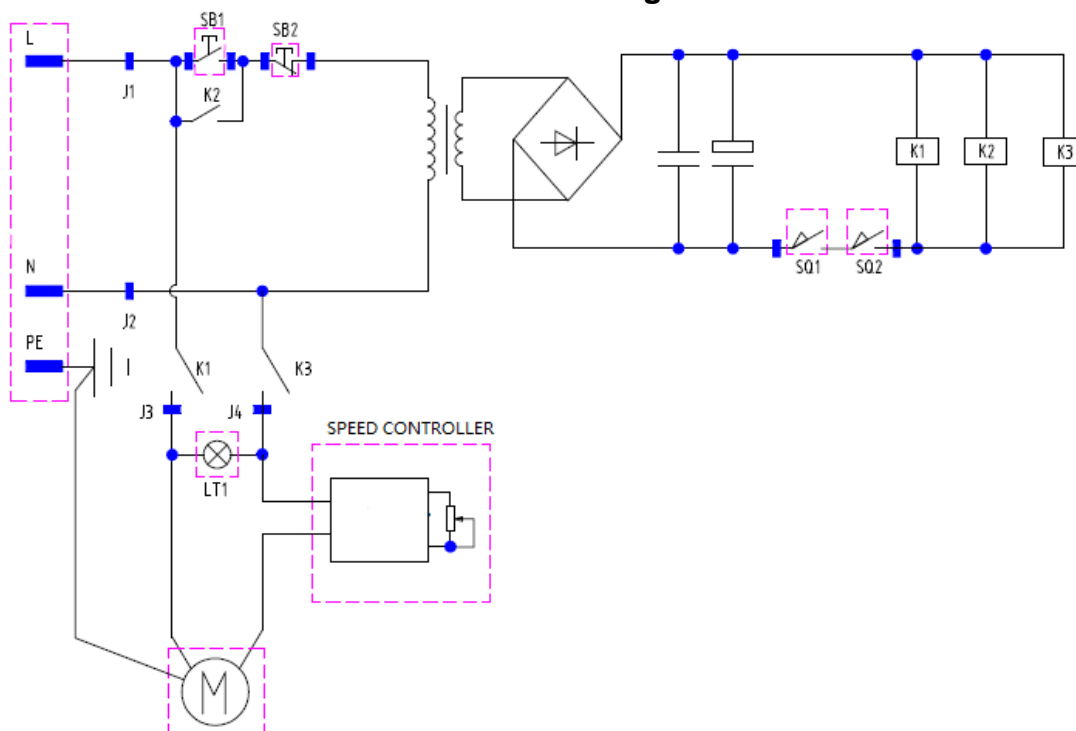 g
L
SB1
SB2
J1
K2
K1
K2
K3
SQ1
SQ2
N
J2
PE
K1
K3
J3
J4
SPEED CONTROLLER
LT1
M